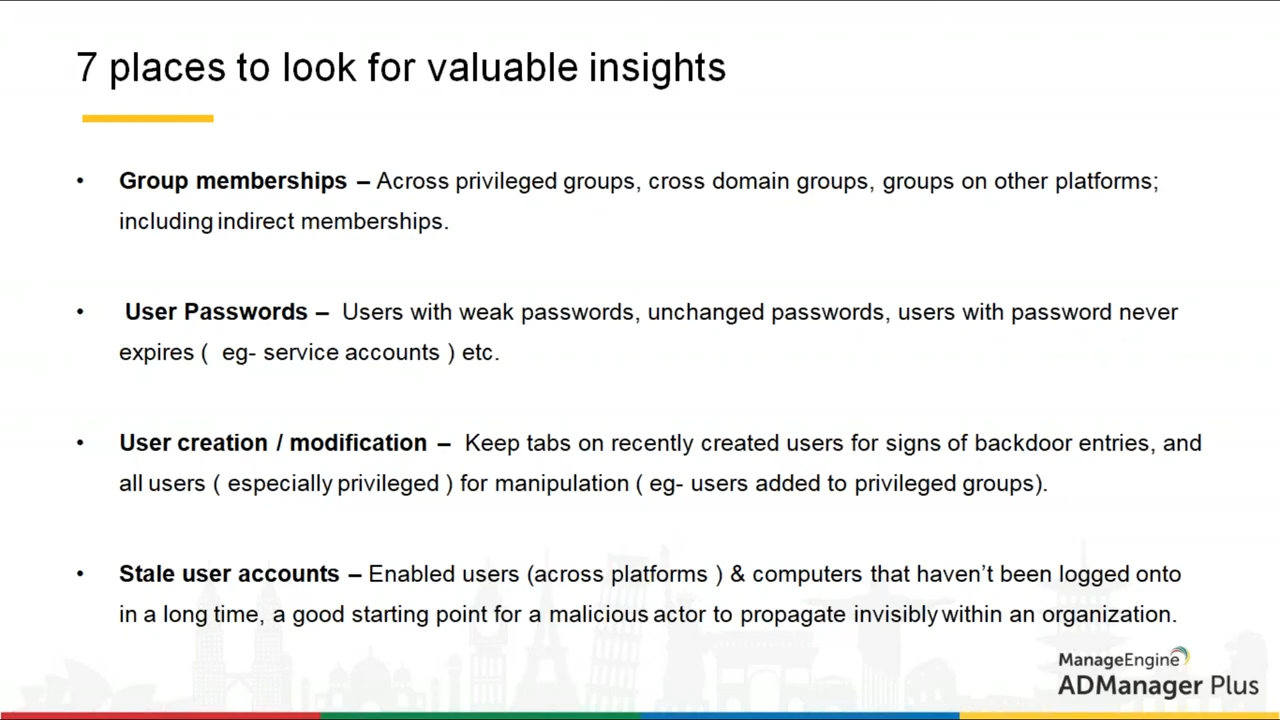 7 places to look for valuable insights
• Group memberships – Across privileged groups, cross domain groups, groups on other platforms;
including indirect memberships.
• User Passwords – Users with weak passwords, unchanged passwords, users with password never
expires ( eg- service accounts ) etc.
• User creation / modification – Keep tabs on recently created users for signs of backdoor entries, and
all users ( especially privileged ) for manipulation ( eg- users added to privileged groups).
• Stale user accounts – Enabled users (across platforms ) & computers that haven’t been logged onto
in a long time, a good starting point for a malicious actor to propagate invisibly within an organization.
ManageEngine
ADManager Plus